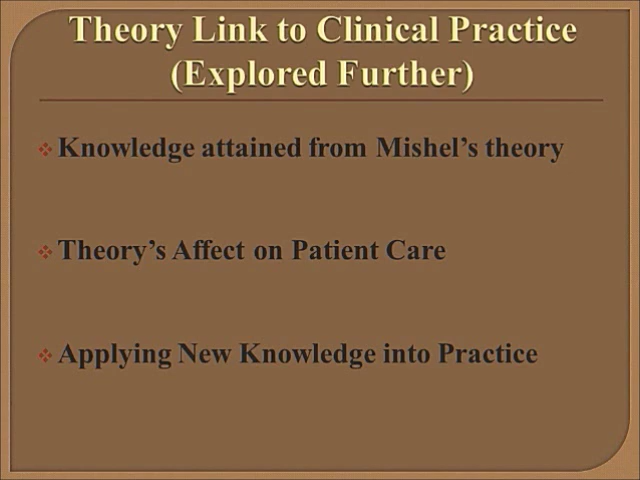 Theory Link to Clinical Practice
(Explored Further)
Knowledge attained from Mishel's theory
Theory's Affect on Patient Care
Applying New Knowledge into Practice